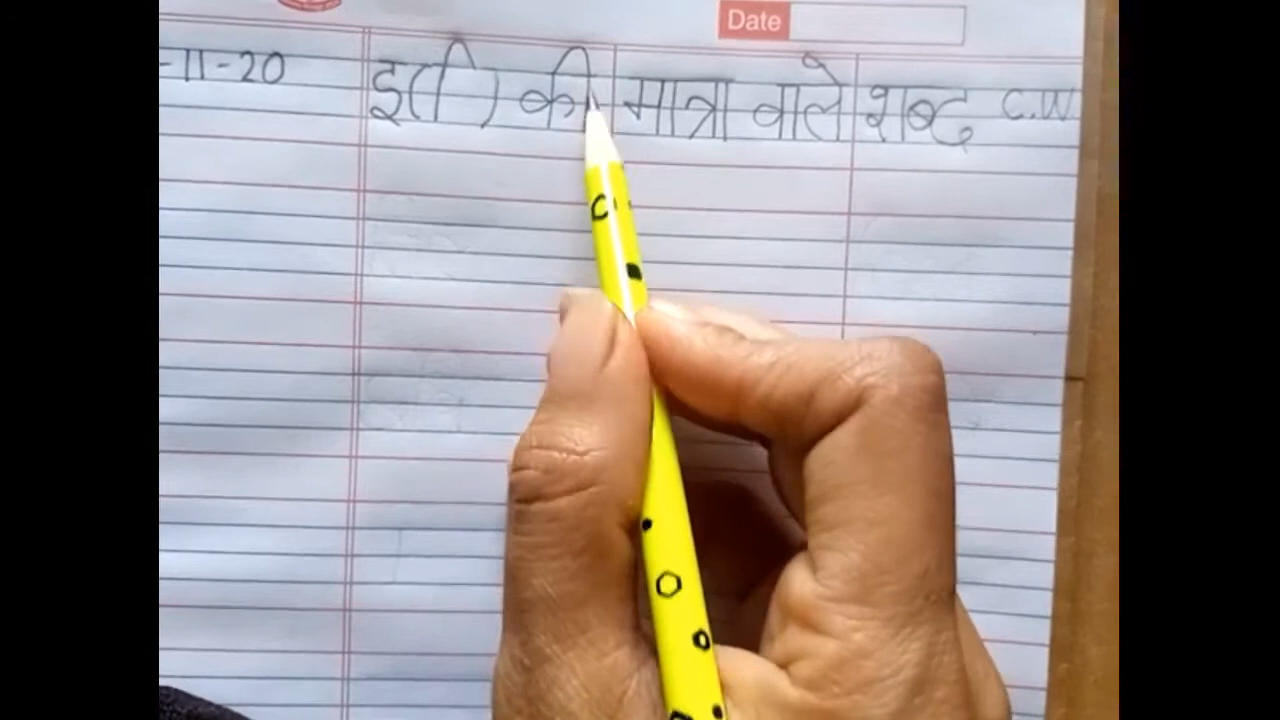 Date
-11-20 इ(ि) की मात्रा वाले शब्द C.W